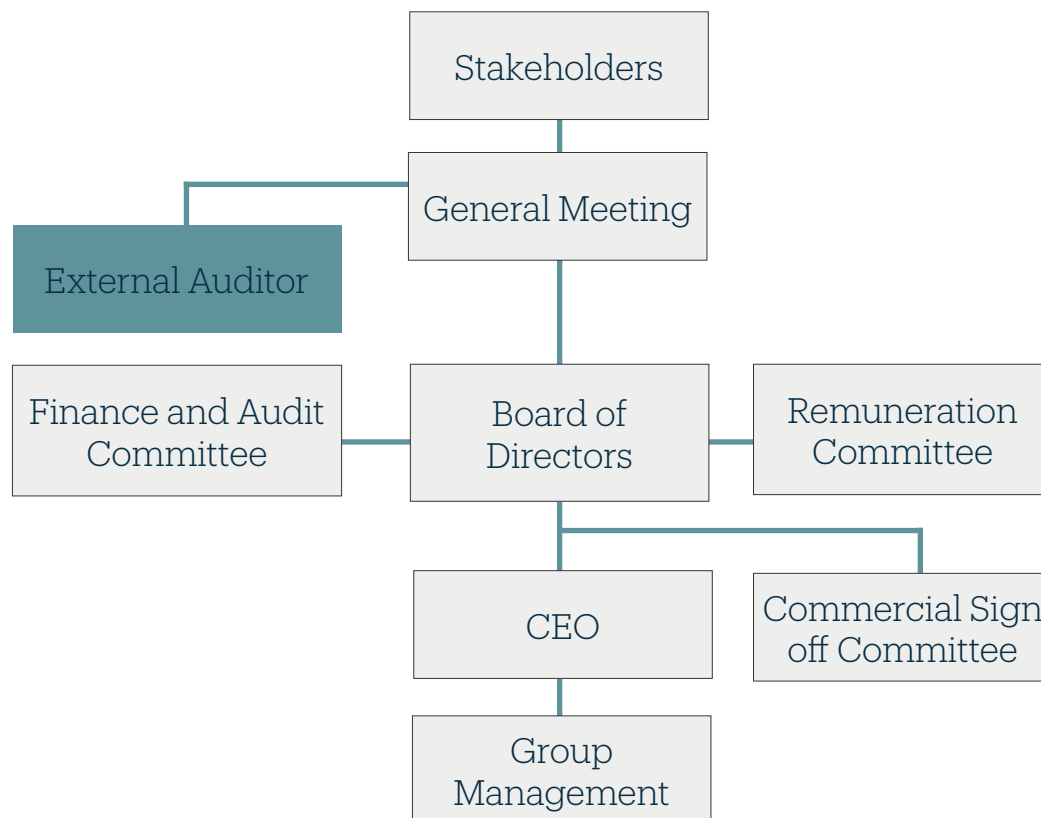 Stakeholders
General Meeting
External Auditor
Finance and Audit
Committee
Board of
Directors
Remuneration
Committee
CEO
Commercial Sign
off Committee
Group
Management